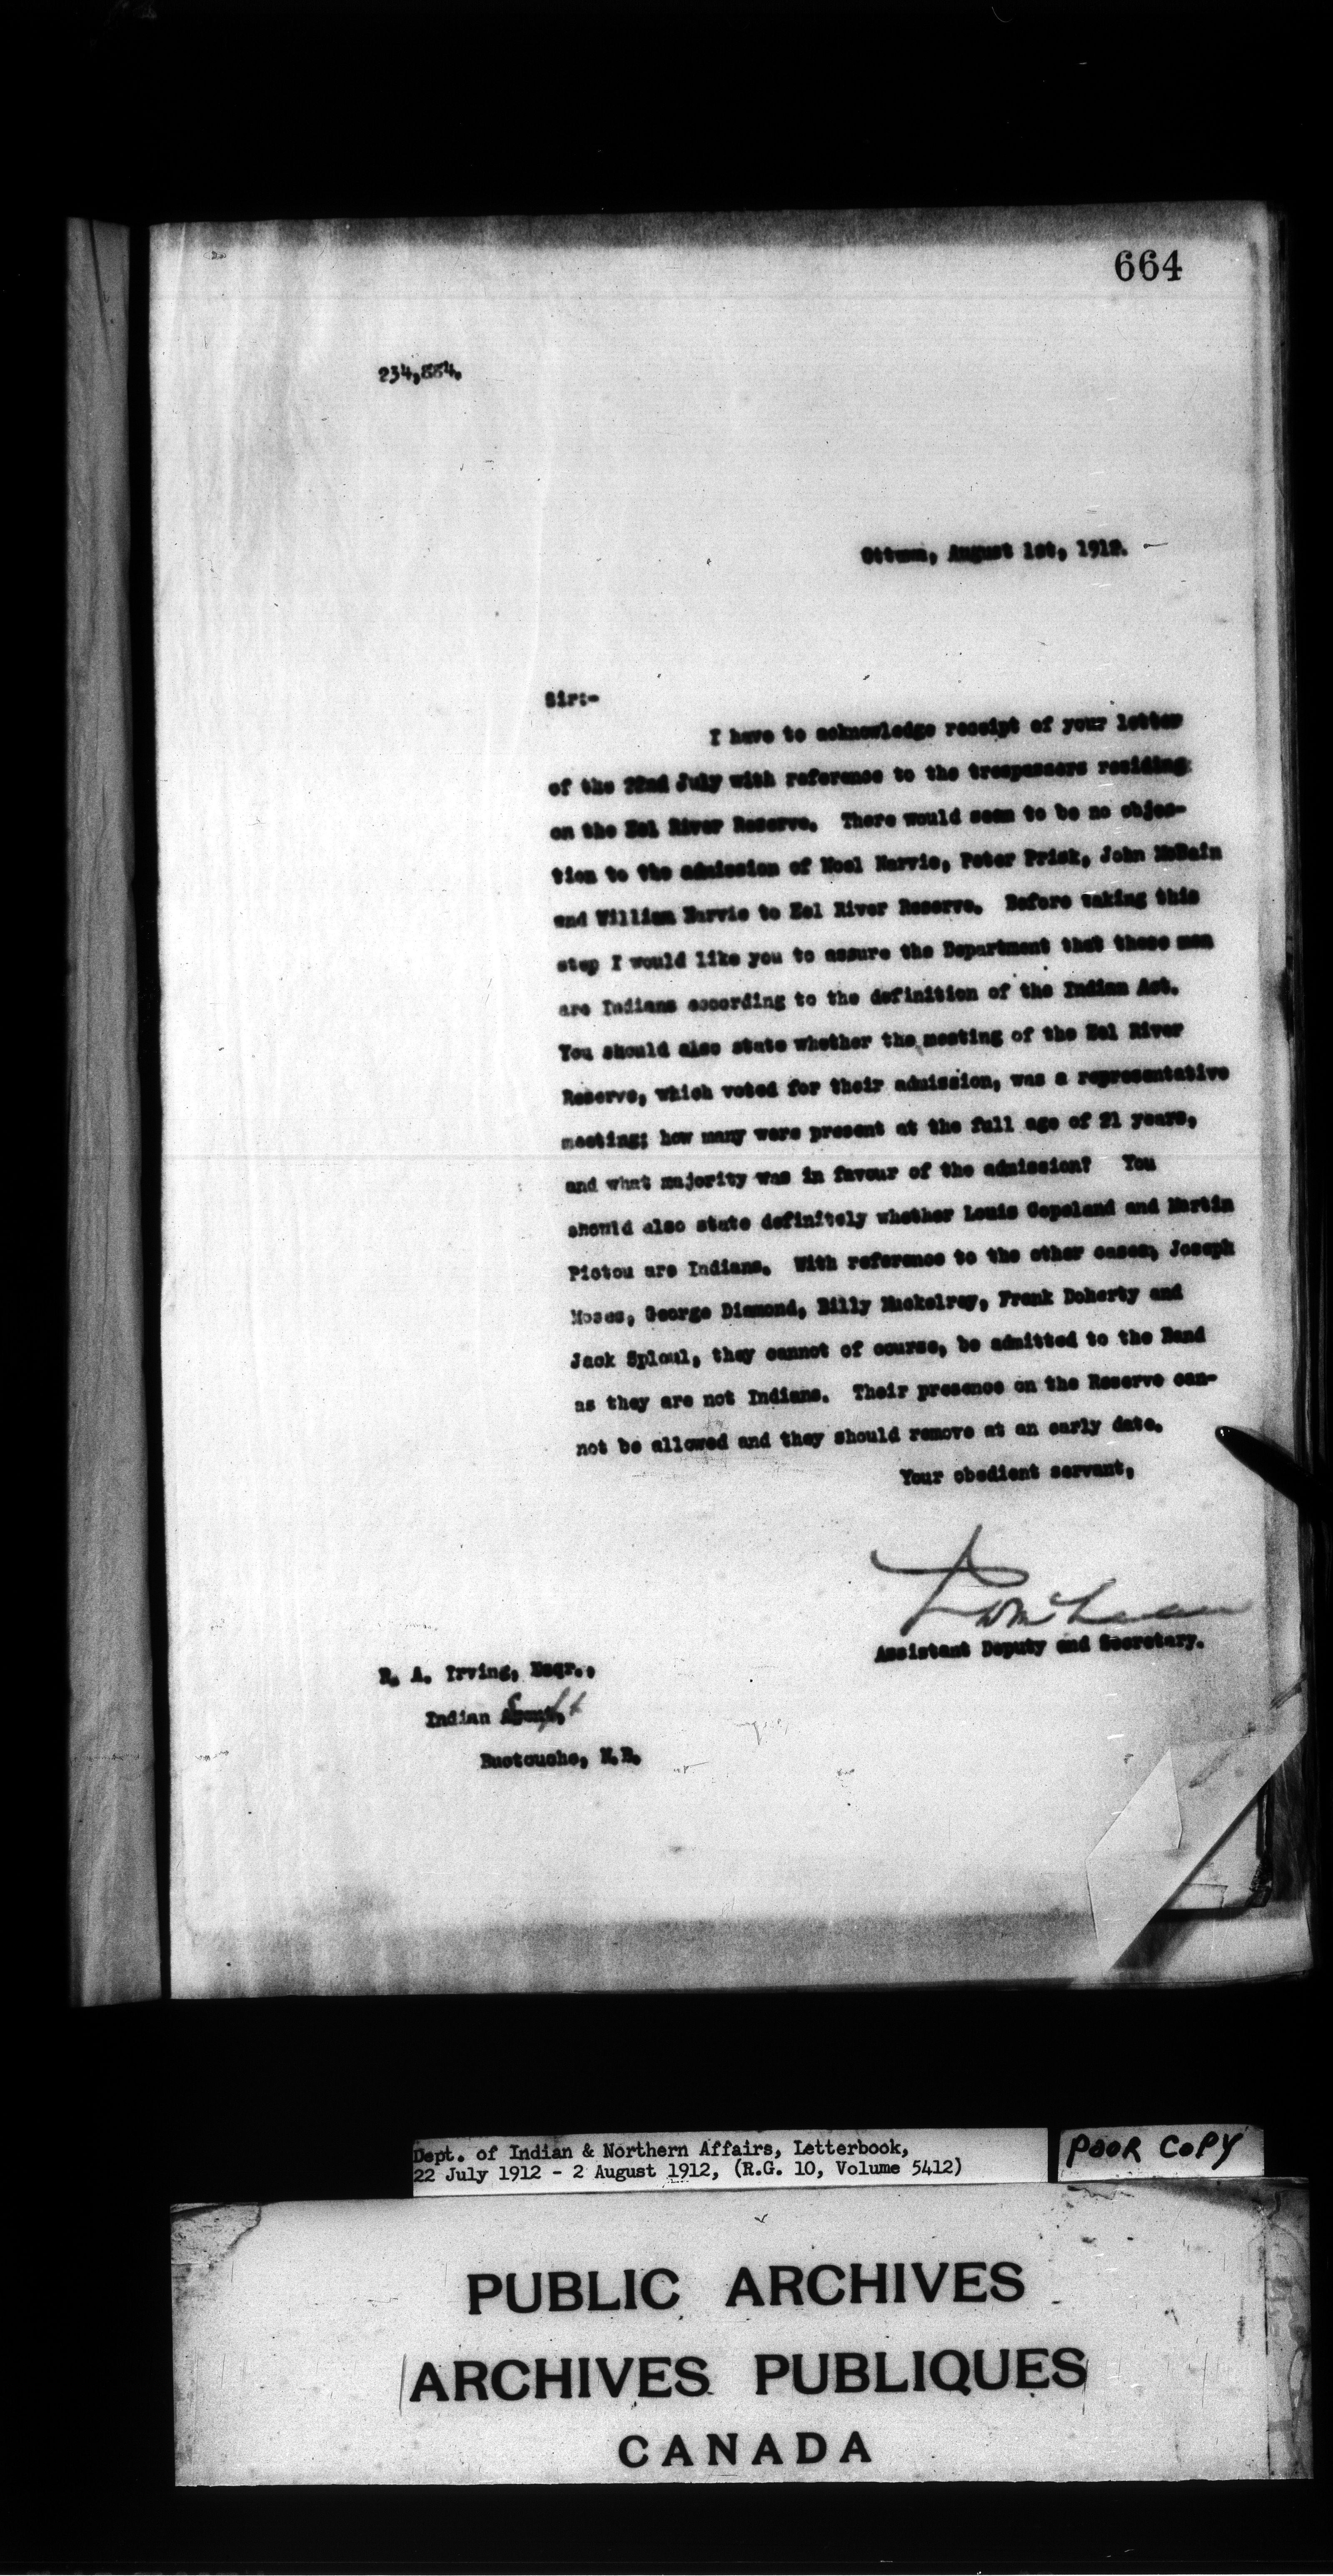 664
234,884.
Ottawa, August 1st, 1912.
Sir:-
I have to acknowledge receipt of your letter
of the 22nd July with reference to the trespassers residing
on the Eel River Reserve. There would seem to be no objec-
tion to the admission of Noel Narvie, Peter Prisk, John McBain
and William Narvie to Eel River Reserve. Before taking this
step I would like you to assure the Department that these men
are Indians according to the definition of the Indian Act.
You should also state whether the meeting of the Eel River
Reserve, which voted for their admission, was a representative
meeting; how many were present at the full age of 21 years,
and what majority was in favour of the admission? You
should also state definitely whether Louis Copeland and Martin
Pictou are Indians. With reference to the other cases, Joseph
Moses, George Diamond, Billy Muckelroy, Frank Doherty and
Jack Sploul, they cannot of course, be admitted to the Band
as they are not Indians. Their presence on the Reserve can-
not be allowed and they should remove at an early date.
Your obedient servant,
Assistant Deputy and Secretary.
R. A. Irving, Esqr.,
Indian Supt
Buctouche, N.B.
Dept. of Indian & Northern Affairs, Letterbook,
22 July 1912 - 2 August 1912, (R.G. 10, Volume 5412)
POOR COPY
PUBLIC ARCHIVES
ARCHIVES PUBLIQUES
CANADA